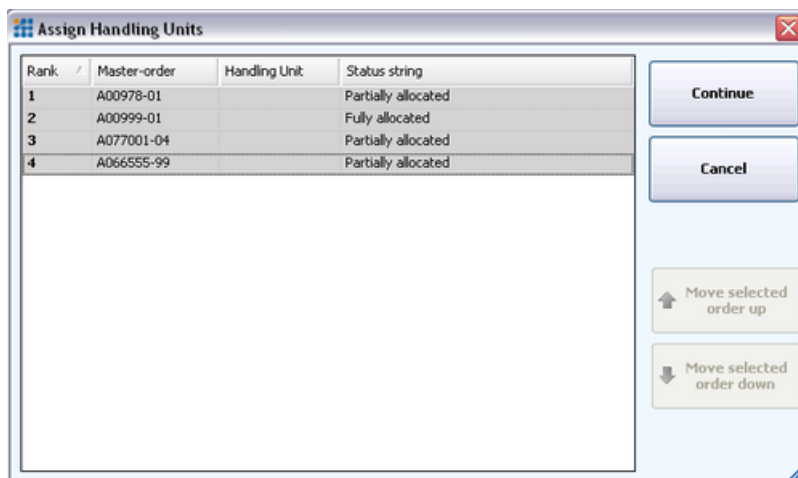 Assign Handling Units
Rank Master-order Handling Unit Status string
1 A00978-01 Partially allocated
2 A00999-01 Fully allocated
3 A077001-04 Partially allocated
4 A066555-99 Partially allocated
Continue
Cancel
Move selected
order up
Move selected
order down